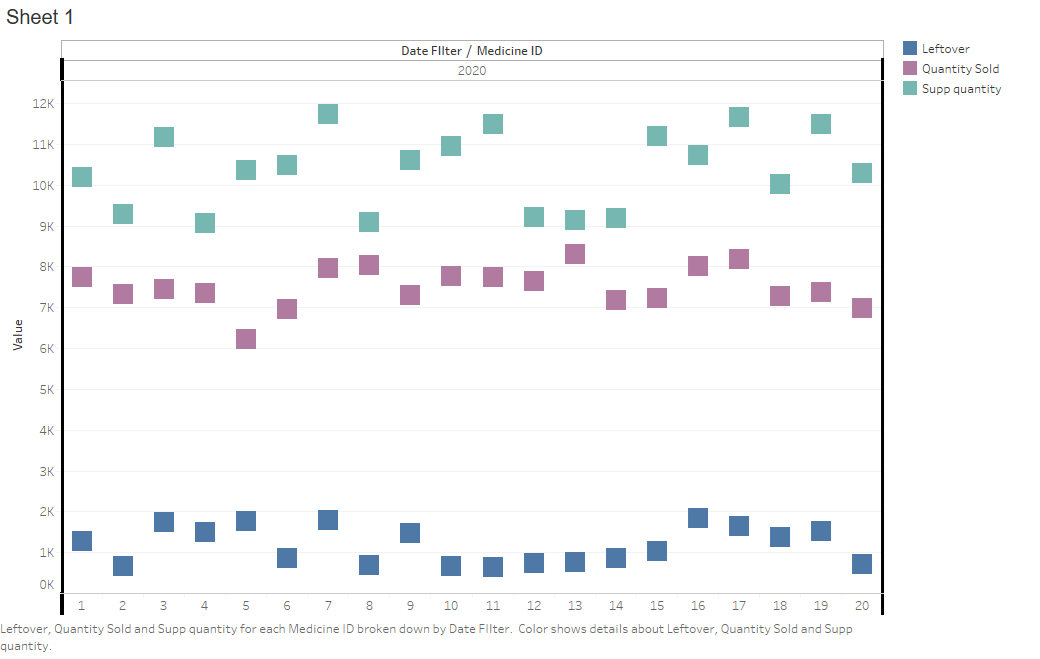 Sheet 1
Date FIlter / Medicine ID
2020
Leftover
Quantity Sold
Supp quantity
12K
11K
10K
9K
8K
7K
6K
5K
4K
3K
2K
1K
0K
Value
1 2 3 4 5 6 7 8 9 10 11 12 13 14 15 16 17 18 19 20
Leftover, Quantity Sold and Supp quantity for each Medicine ID broken down by Date FIlter. Color shows details about Leftover, Quantity Sold and Supp
quantity.